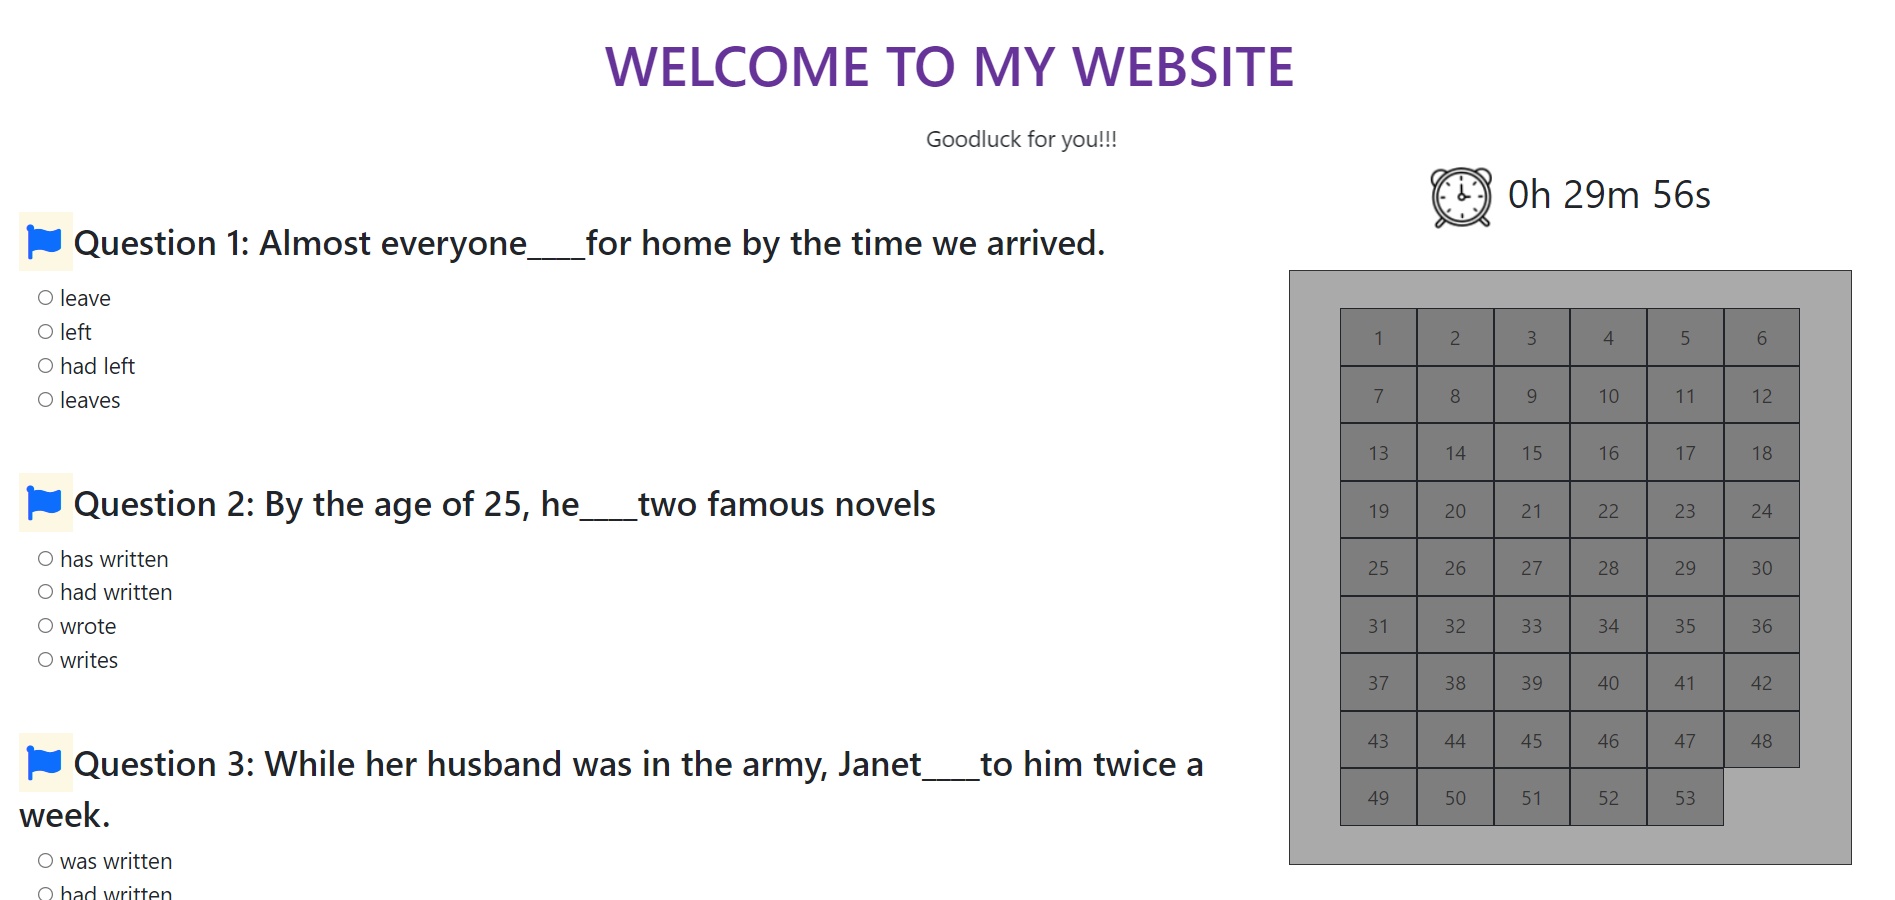 WELCOME TO MY WEBSITE
Goodluck for you!!!
0h 29m 56s
Question 1: Almost everyone____for home by the time we arrived.
leave
left
had left
leaves
Question 2: By the age of 25, he____two famous novels
has written
had written
wrote
writes
Question 3: While her husband was in the army, Janet____to him twice a
week.
was written
had written
1 2 3 4 5 6
7 8 9 10 11 12
13 14 15 16 17 18
19 20 21 22 23 24
25 26 27 28 29 30
31 32 33 34 35 36
37 38 39 40 41 42
43 44 45 46 47 48
49 50 51 52 53